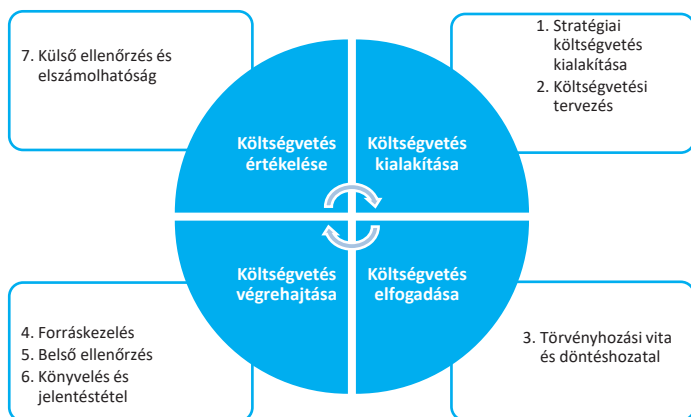 7. Külső ellenőrzés és
elszámolhatóság
1. Stratégiai
költségvetés
kialakítása
2. Költségvetési
tervezés
Költségvetés
értékelése
Költségvetés
kialakítása
Költségvetés
végrehajtása
Költségvetés
elfogadása
4. Forráskezelés
5. Belső ellenőrzés
6. Könyvelés és
jelentéstétel
3. Törvényhozási vita
és döntéshozatal